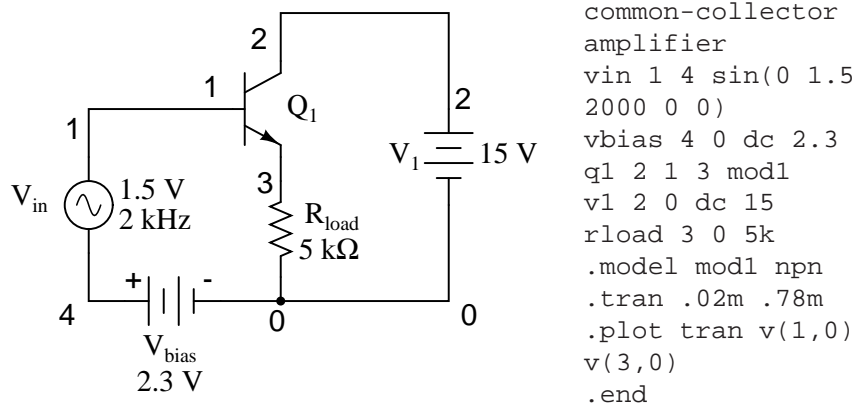 2
1
1
Q1
2
V1
15 V
Vin
1.5 V
2 kHz
3
Rload
5 kΩ
+
-
4
0
0
Vbias
2.3 V
common-collector
amplifier
vin 1 4 sin(0 1.5
2000 0 0)
vbias 4 0 dc 2.3
q1 2 1 3 mod1
v1 2 0 dc 15
rload 3 0 5k
.model mod1 npn
.tran .02m .78m
.plot tran v(1,0)
v(3,0)
.end